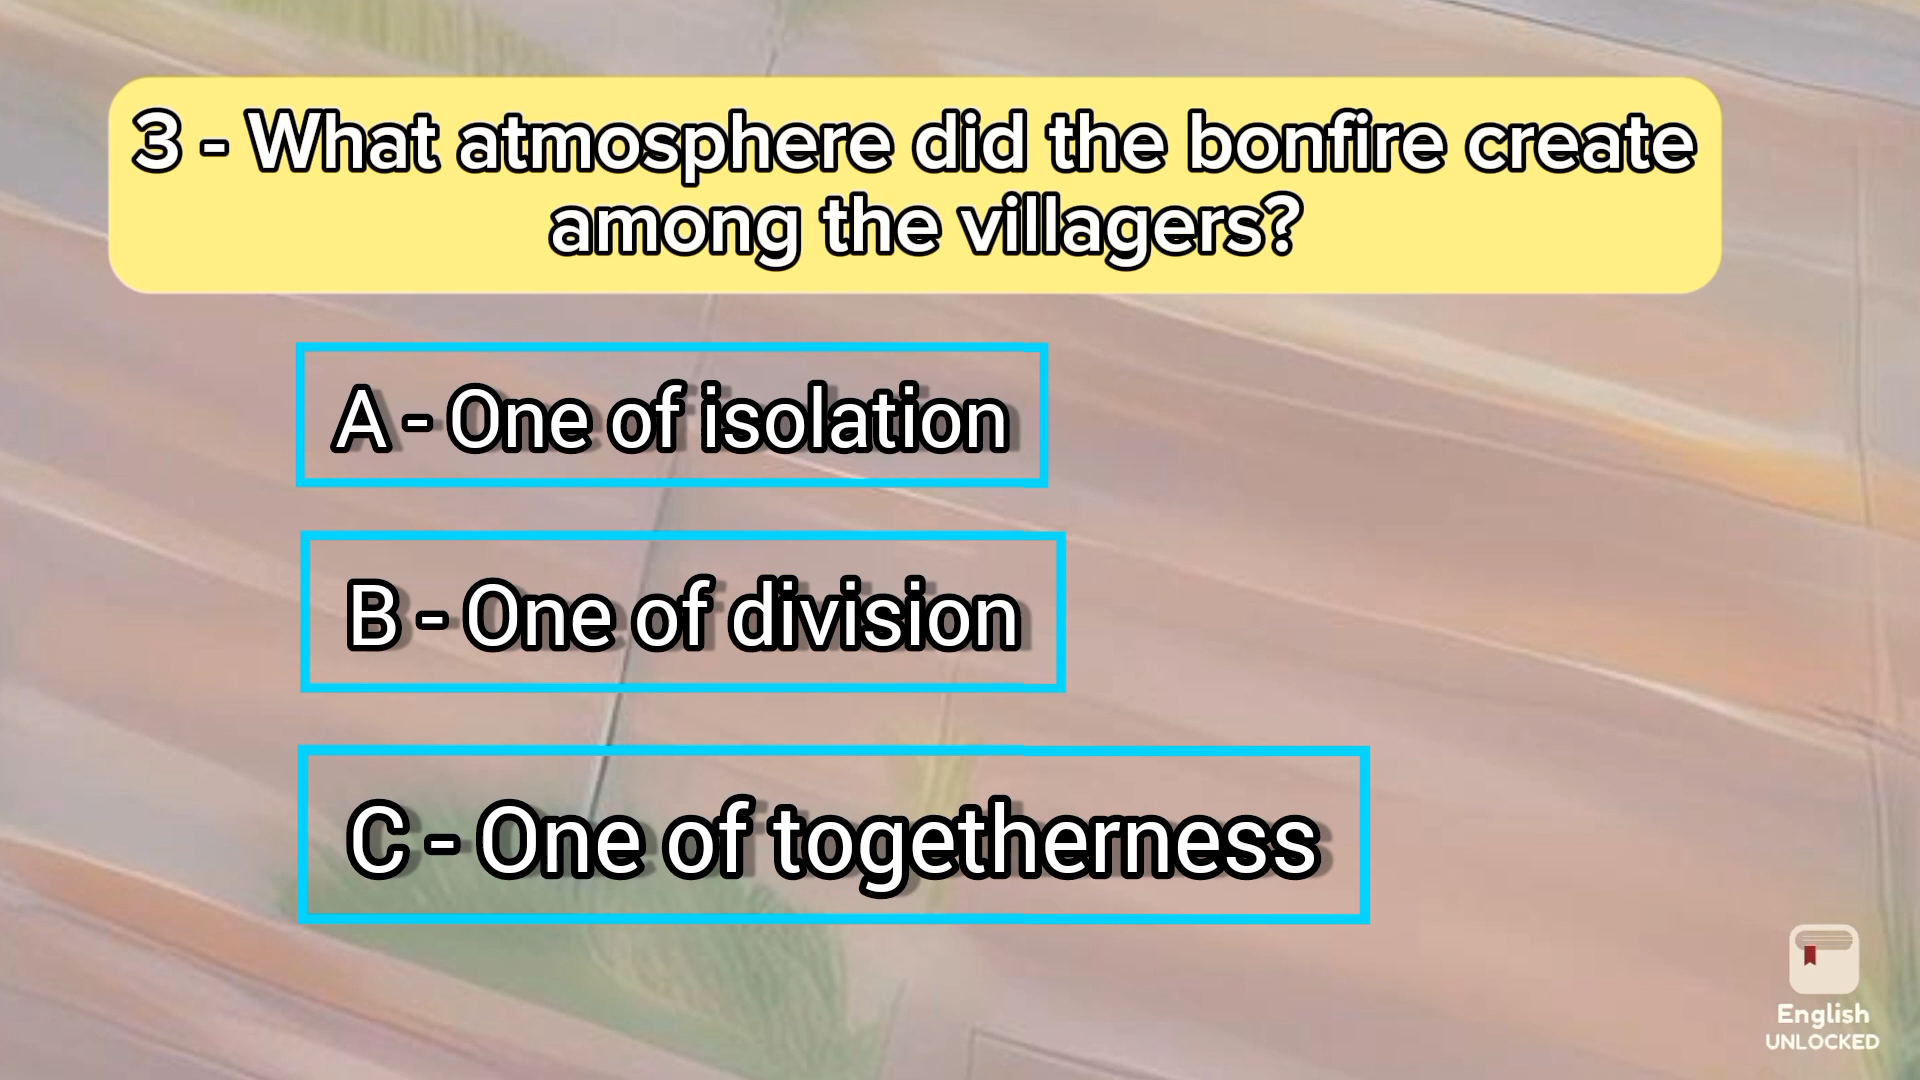 3 - What atmosphere did the bonfire create
among the villagers?
A - One of isolation
B - One of division
C - One of togetherness
English
UNLOCKED